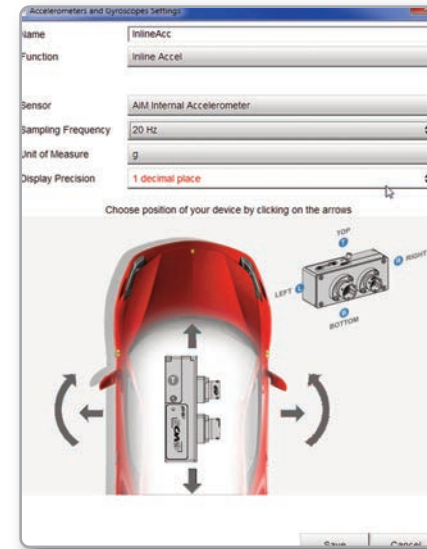 Accelerometers and Gyroscopes Settings
Name InlineAcc
Function Inline Accel
Sensor AiM Internal Accelerometer
Sampling Frequency 20 Hz
Unit of Measure g
Display Precision 1 decimal place
Choose position of your device by clicking on the arrows
TOP
T
LEFT L R RIGHT
B
BOTTOM
T
Save Cancel